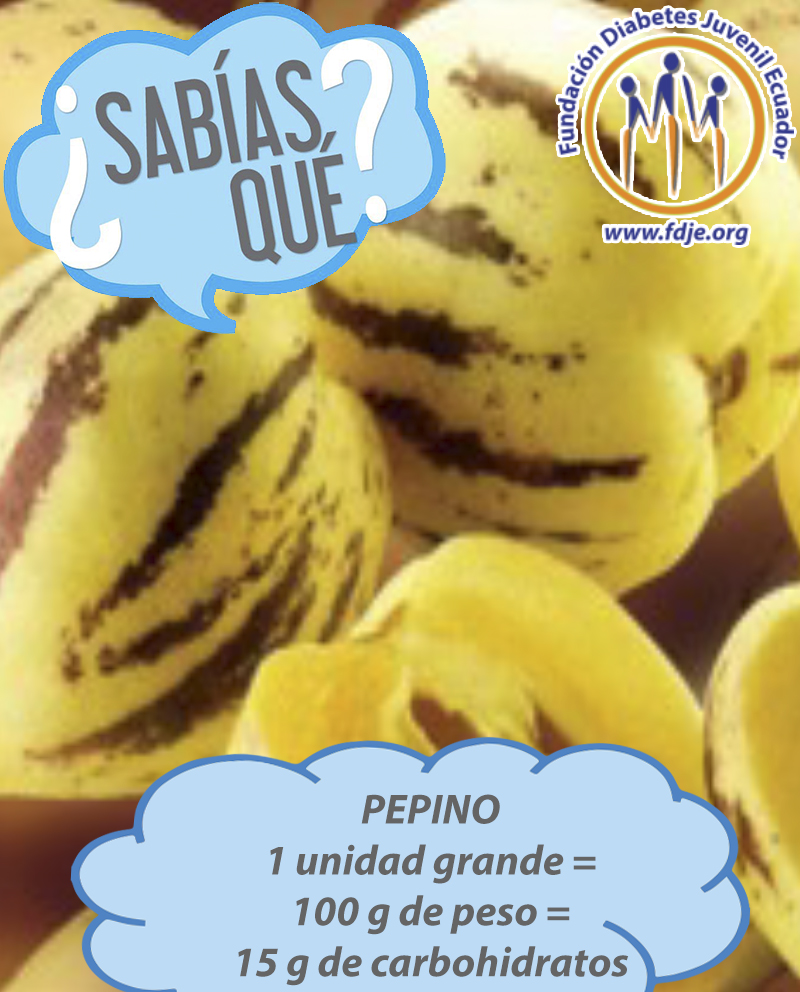 ¿SABÍAS
QUÉ?
Fundación Diabetes Juvenil Ecuador
www.fdje.org
PEPINO
1 unidad grande =
100 g de peso =
15 g de carbohidratos